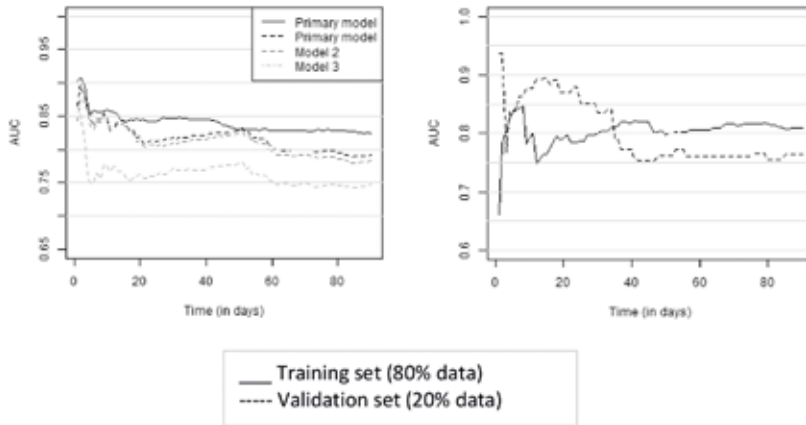 Primary model
Primary model
Model 2
Model 3
0.95
0.85
0.75
0.65
AUC
0 20 40 60 80
Time (in days)
1.0
0.9
0.8
0.7
0.6
AUC
0 20 40 60 80
Time (in days)
Training set (80% data)
Validation set (20% data)